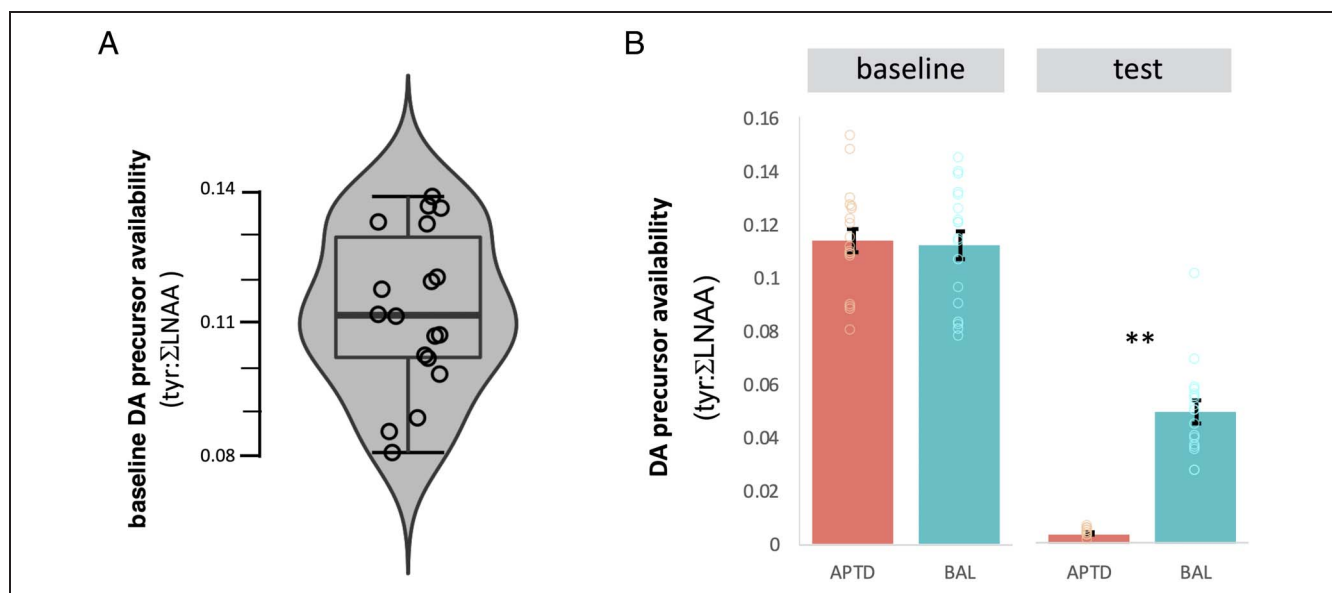 A
baseline DA precursor availability
(tyr:ΣLNAA )
0.14
0.11
0.08
B
baseline
test
DA precursor availability
(tyr:ΣLNAA)
0.16
0.14
0.12
0.1
0.08
0.06
0.04
0.02
0
**
APTD
BAL
APTD
BAL